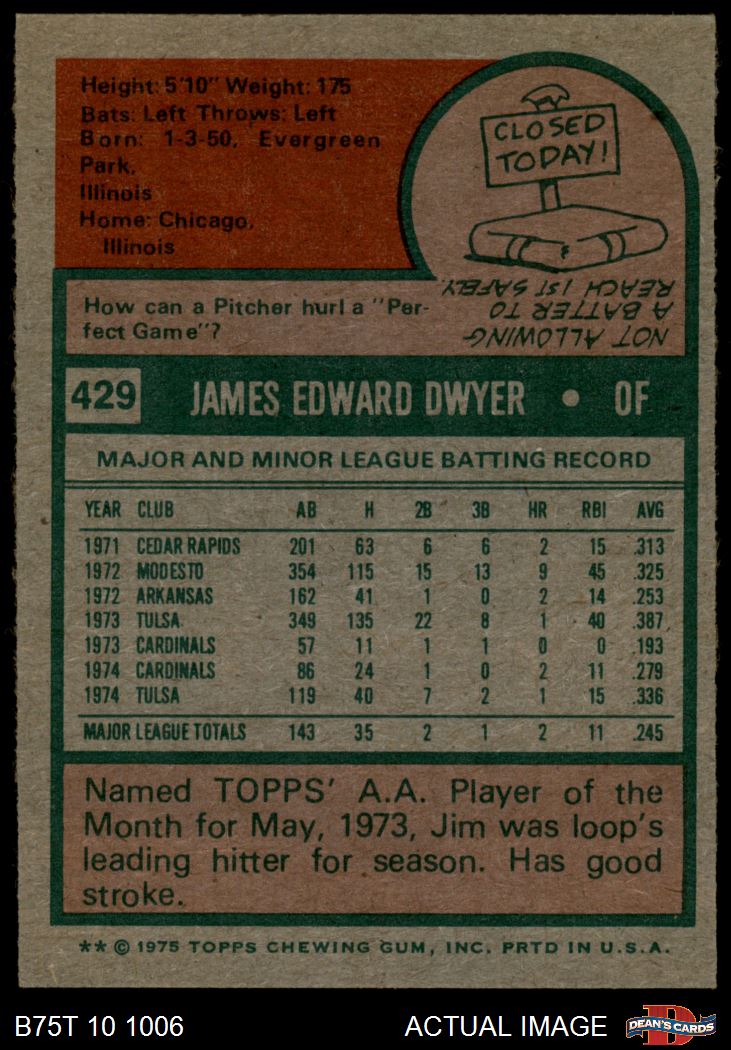 Height: 5'10" Weight: 175
Bats: Left Throws: Left
Born: 1-3-50, Evergreen
Park,
Illinois
Home: Chicago,
Illinois
CLOSED
TODAY!
How can a Pitcher hurl a "Per-
fect Game"?
NOT ALLOWING
A BATTER TO
REACH 1ST SAFELY.
429 JAMES EDWARD DWYER • OF
MAJOR AND MINOR LEAGUE BATTING RECORD
YEAR CLUB AB H 2B 3B HR RBI AVG
1971 CEDAR RAPIDS 201 63 6 6 2 15 .313
1972 MODESTO 354 115 15 13 9 45 .325
1972 ARKANSAS 162 41 1 0 2 14 .253
1973 TULSA 349 135 22 8 1 40 .387
1973 CARDINALS 57 11 1 1 0 0 .193
1974 CARDINALS 86 24 1 0 2 11 .279
1974 TULSA 119 40 7 2 1 15 .336
MAJOR LEAGUE TOTALS 143 35 2 1 2 11 .245
Named TOPPS' A.A. Player of the
Month for May, 1973, Jim was loop's
leading hitter for season. Has good
stroke.
** © 1975 TOPPS CHEWING GUM, INC. PRTD IN U.S.A.
B75T 10 1006 ACTUAL IMAGE
D
DEAN'S CARDS